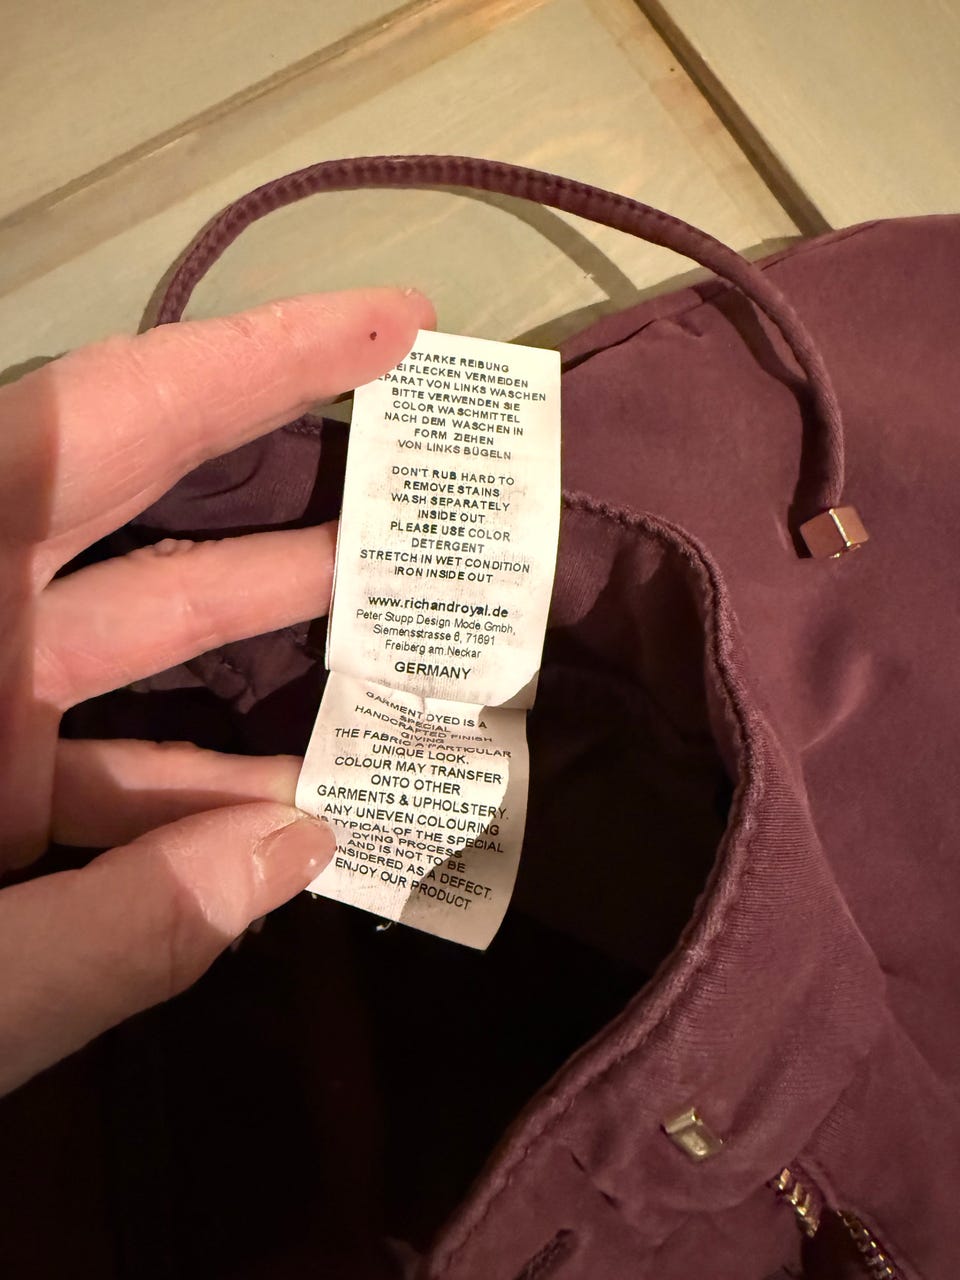 STARKE REIBUNG
FLECKEN VERMEIDEN
VON LINKS WASCHEN
BITTE VERWENDEN SIE
COLOR WASCHMITTEL
NACH DEM WASCHEN IN
FORM ZIEHEN
VON LINKS BÜGELN
DON'T RUB HARD TO
REMOVE STAINS
WASH SEPARATELY
INSIDE OUT
PLEASE USE COLOR
DETERGENT
STRETCH IN WET CONDITION
IRON INSIDE OUT
www.richandroyal.de
Peter Stupp Design Mode Gmbh,
Siemensstrasse 6, 71691
Freiberg am Neckar
GERMANY
GARMENT DYED IS A
SPECIAL
HANDCRAFTED FINISH
GIVING
THE FABRIC A PARTICULAR
UNIQUE LOOK.
COLOUR MAY TRANSFER
ONTO OTHER
GARMENTS & UPHOLSTERY.
ANY UNEVEN COLOURING
IS TYPICAL OF THE SPECIAL
DYING PROCESS
AND IS NOT TO BE
ONSIDERED AS A DEFECT.
ENJOY OUR PRODUCT